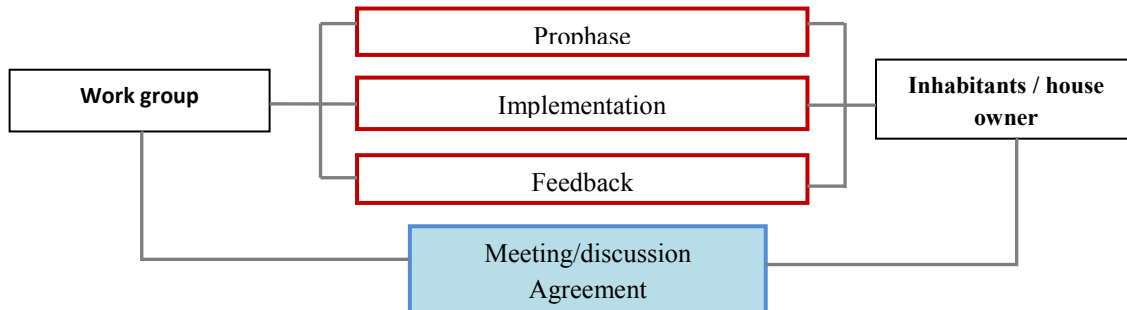 Prophase
Work group
Implementation
Inhabitants / house
owner
Feedback
Meeting/discussion
Agreement